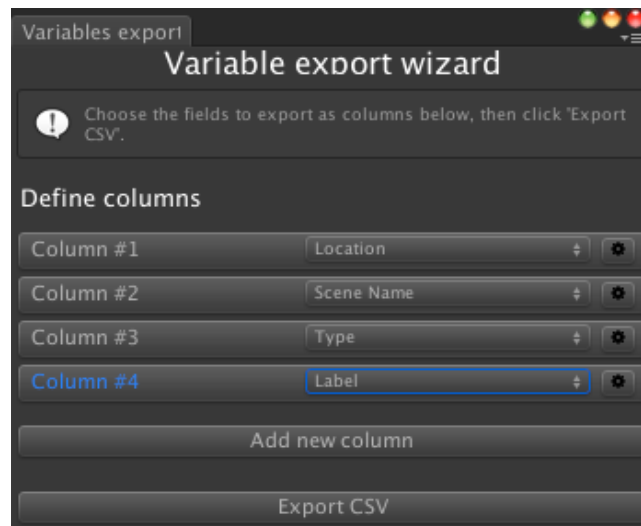 Variables export
Variable export wizard
Choose the fields to export as columns below, then click 'Export
CSV'.
Define columns
Column #1 Location
Column #2 Scene Name
Column #3 Type
Column #4 Label
Add new column
Export CSV